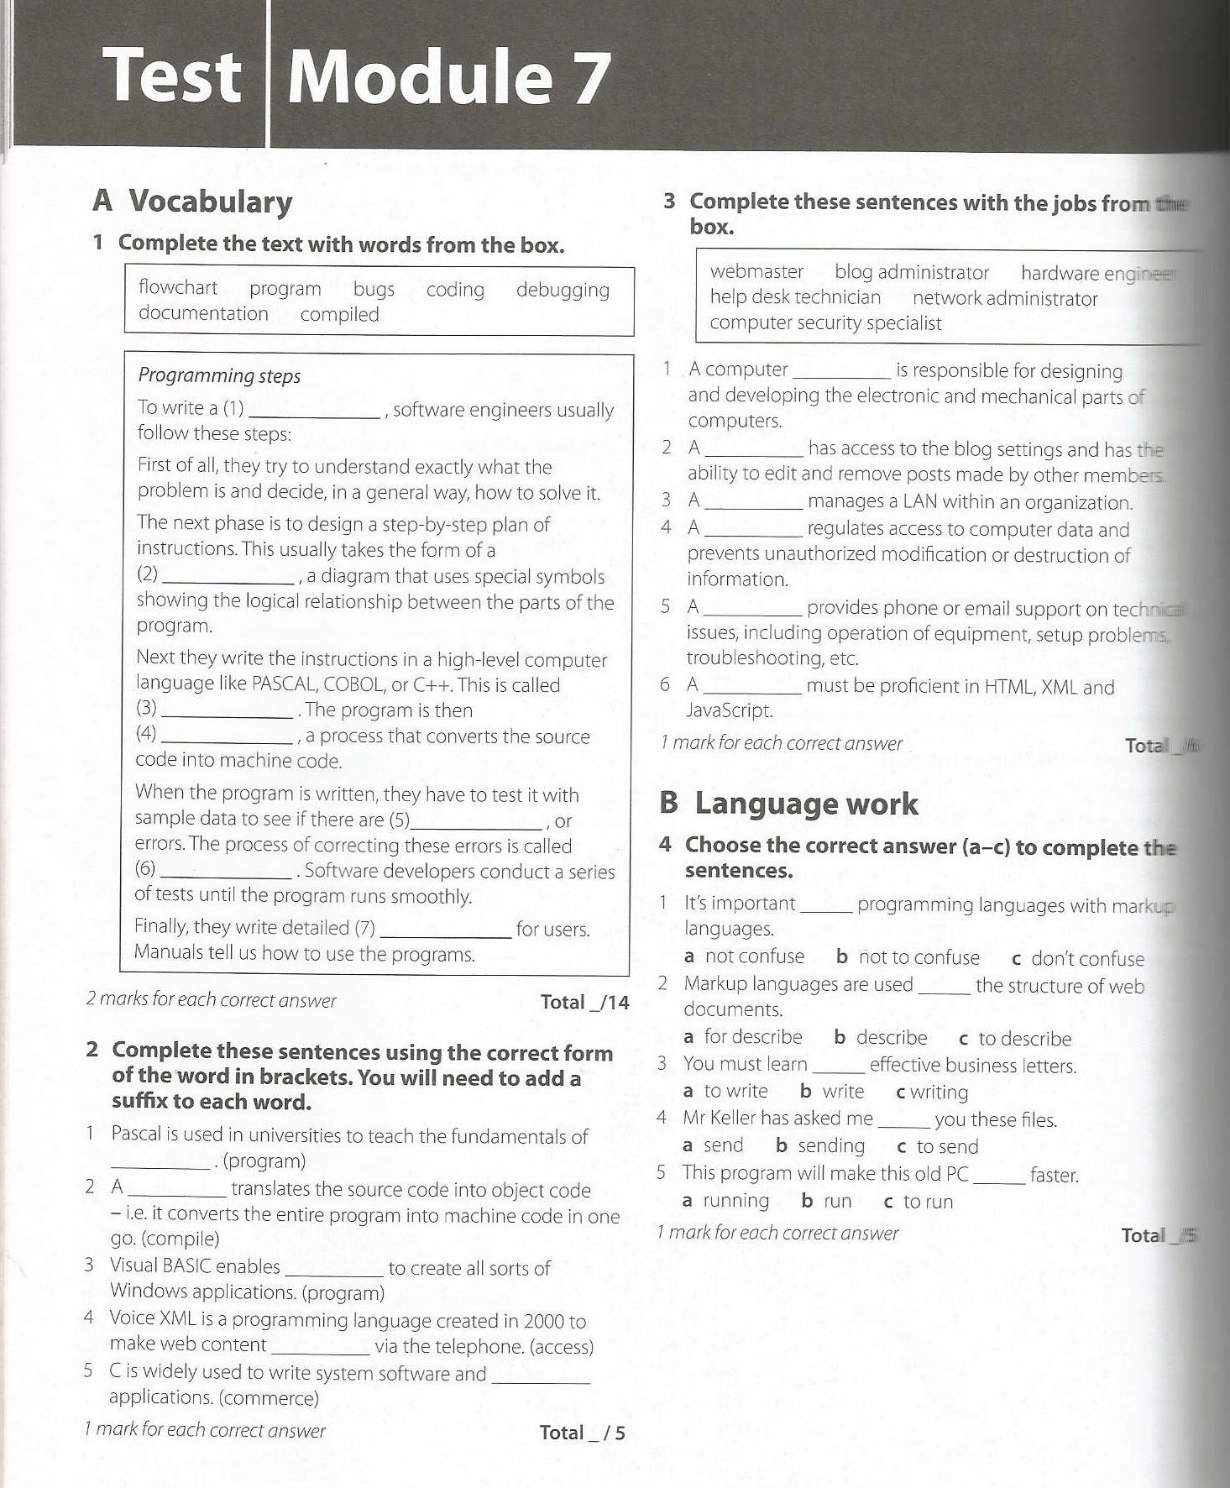 Test Module 7
A Vocabulary
1 Complete the text with words from the box.
flowchart program bugs coding debugging
documentation compiled
Programming steps
To write a (1) ____________ , software engineers usually
follow these steps:
First of all, they try to understand exactly what the
problem is and decide, in a general way, how to solve it.
The next phase is to design a step-by-step plan of
instructions. This usually takes the form of a
(2) ____________ , a diagram that uses special symbols
showing the logical relationship between the parts of the
program.
Next they write the instructions in a high-level computer
language like PASCAL, COBOL, or C++. This is called
(3) ____________ . The program is then
(4) ____________ , a process that converts the source
code into machine code.
When the program is written, they have to test it with
sample data to see if there are (5)____________ , or
errors. The process of correcting these errors is called
(6) ____________ . Software developers conduct a series
of tests until the program runs smoothly.
Finally, they write detailed (7) ____________ for users.
Manuals tell us how to use the programs.
2 marks for each correct answer Total _/14
2 Complete these sentences using the correct form
of the word in brackets. You will need to add a
suffix to each word.
1 Pascal is used in universities to teach the fundamentals of
_________ . (program)
2 A _________ translates the source code into object code
– i.e. it converts the entire program into machine code in one
go. (compile)
3 Visual BASIC enables _________ to create all sorts of
Windows applications. (program)
4 Voice XML is a programming language created in 2000 to
make web content _________ via the telephone. (access)
5 C is widely used to write system software and _________
applications. (commerce)
1 mark for each correct answer Total _ / 5
3 Complete these sentences with the jobs from the
box.
webmaster blog administrator hardware engineer
help desk technician network administrator
computer security specialist
1 A computer _________ is responsible for designing
and developing the electronic and mechanical parts of
computers.
2 A _________ has access to the blog settings and has the
ability to edit and remove posts made by other members.
3 A _________ manages a LAN within an organization.
4 A _________ regulates access to computer data and
prevents unauthorized modification or destruction of
information.
5 A _________ provides phone or email support on technical
issues, including operation of equipment, setup problems,
troubleshooting, etc.
6 A _________ must be proficient in HTML, XML and
JavaScript.
1 mark for each correct answer Total _/6
B Language work
4 Choose the correct answer (a–c) to complete the
sentences.
1 It's important _____ programming languages with markup
languages.
a not confuse b not to confuse c don't confuse
2 Markup languages are used _____ the structure of web
documents.
a for describe b describe c to describe
3 You must learn _____ effective business letters.
a to write b write c writing
4 Mr Keller has asked me _____ you these files.
a send b sending c to send
5 This program will make this old PC _____ faster.
a running b run c to run
1 mark for each correct answer Total _/5